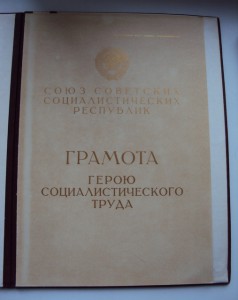 СОЮЗ СОВЕТСКИХ
СОЦИАЛИСТИЧЕСКИХ
РЕСПУБЛИК
ГРАМОТА
ГЕРОЮ
СОЦИАЛИСТИЧЕСКОГО
ТРУДА